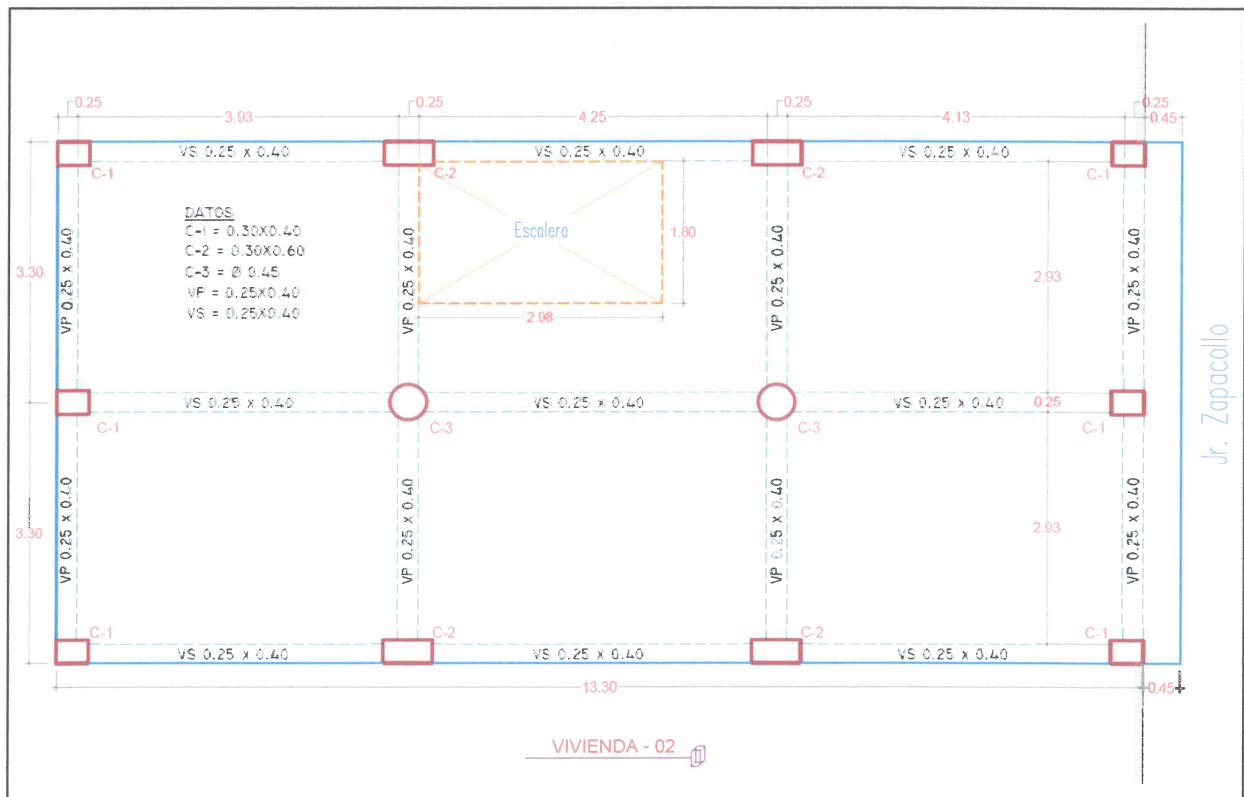 0.25 0.25 0.25 0.25
3.93 4.25 4.13 0.45
VS 0.25 x 0.40 VS 0.25 x 0.40 VS 0.25 x 0.40
C-1 C-2 C-2 C-1
DATOS
C-1 = 0.30X0.40
C-2 = 0.30X0.60
C-3 = Ø 0.45
VP = 0.25X0.40
VS = 0.25X0.40
Escalera
1.80
2.98
3.30
VP 0.25 x 0.40
VP 0.25 x 0.40
VP 0.25 x 0.40
VP 0.25 x 0.40
2.93
Jr. Zapacollo
VS 0.25 x 0.40 VS 0.25 x 0.40 VS 0.25 x 0.40 0.25
C-1 C-3 C-3 C-1
3.30
VP 0.25 x 0.40
VP 0.25 x 0.40
VP 0.25 x 0.40
VP 0.25 x 0.40
2.93
C-1 C-2 C-2 C-1
VS 0.25 x 0.40 VS 0.25 x 0.40 VS 0.25 x 0.40
13.30 0.45
VIVIENDA - 02